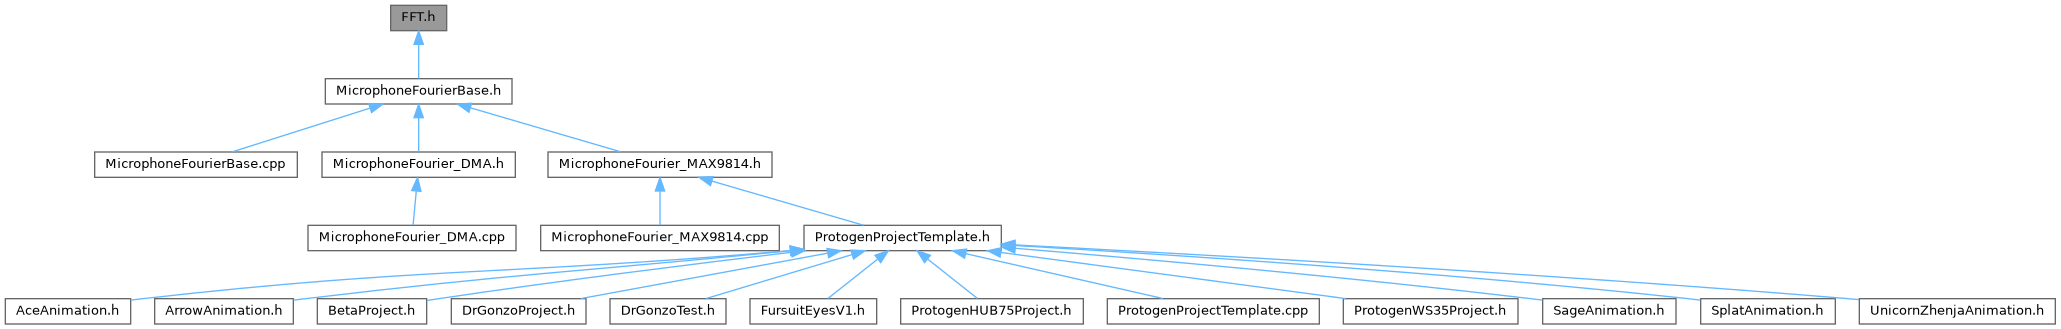 FFT.h
MicrophoneFourierBase.h
MicrophoneFourierBase.cpp
MicrophoneFourier_DMA.h
MicrophoneFourier_MAX9814.h
MicrophoneFourier_DMA.cpp
MicrophoneFourier_MAX9814.cpp
ProtogenProjectTemplate.h
AceAnimation.h
ArrowAnimation.h
BetaProject.h
DrGonzoProject.h
DrGonzoTest.h
FursuitEyesV1.h
ProtogenHUB75Project.h
ProtogenProjectTemplate.cpp
ProtogenWS35Project.h
SageAnimation.h
SplatAnimation.h
UnicornZhenjaAnimation.h